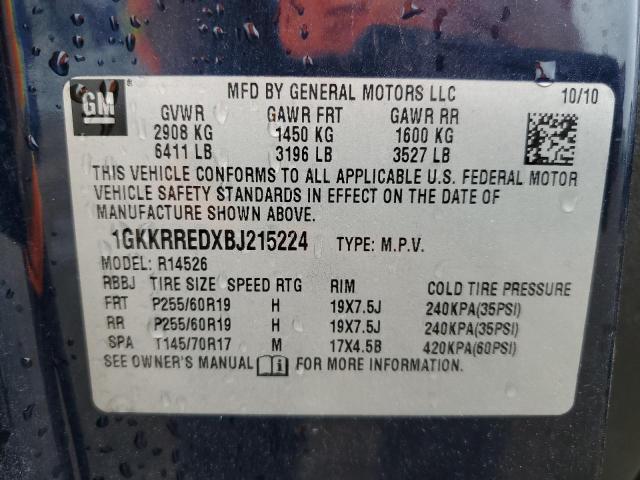 GM ®
MFD BY GENERAL MOTORS LLC 10/10
GVWR GAWR FRT GAWR RR
2908 KG 1450 KG 1600 KG
6411 LB 3196 LB 3527 LB
THIS VEHICLE CONFORMS TO ALL APPLICABLE U.S. FEDERAL MOTOR
VEHICLE SAFETY STANDARDS IN EFFECT ON THE DATE OF
MANUFACTURE SHOWN ABOVE.
1GKKRREDXBJ215224 TYPE: M.P.V.
MODEL: R14526
RBBJ TIRE SIZE SPEED RTG RIM COLD TIRE PRESSURE
FRT P255/60R19 H 19X7.5J 240KPA(35PSI)
RR P255/60R19 H 19X7.5J 240KPA(35PSI)
SPA T145/70R17 M 17X4.5B 420KPA(60PSI)
SEE OWNER'S MANUAL i FOR MORE INFORMATION.